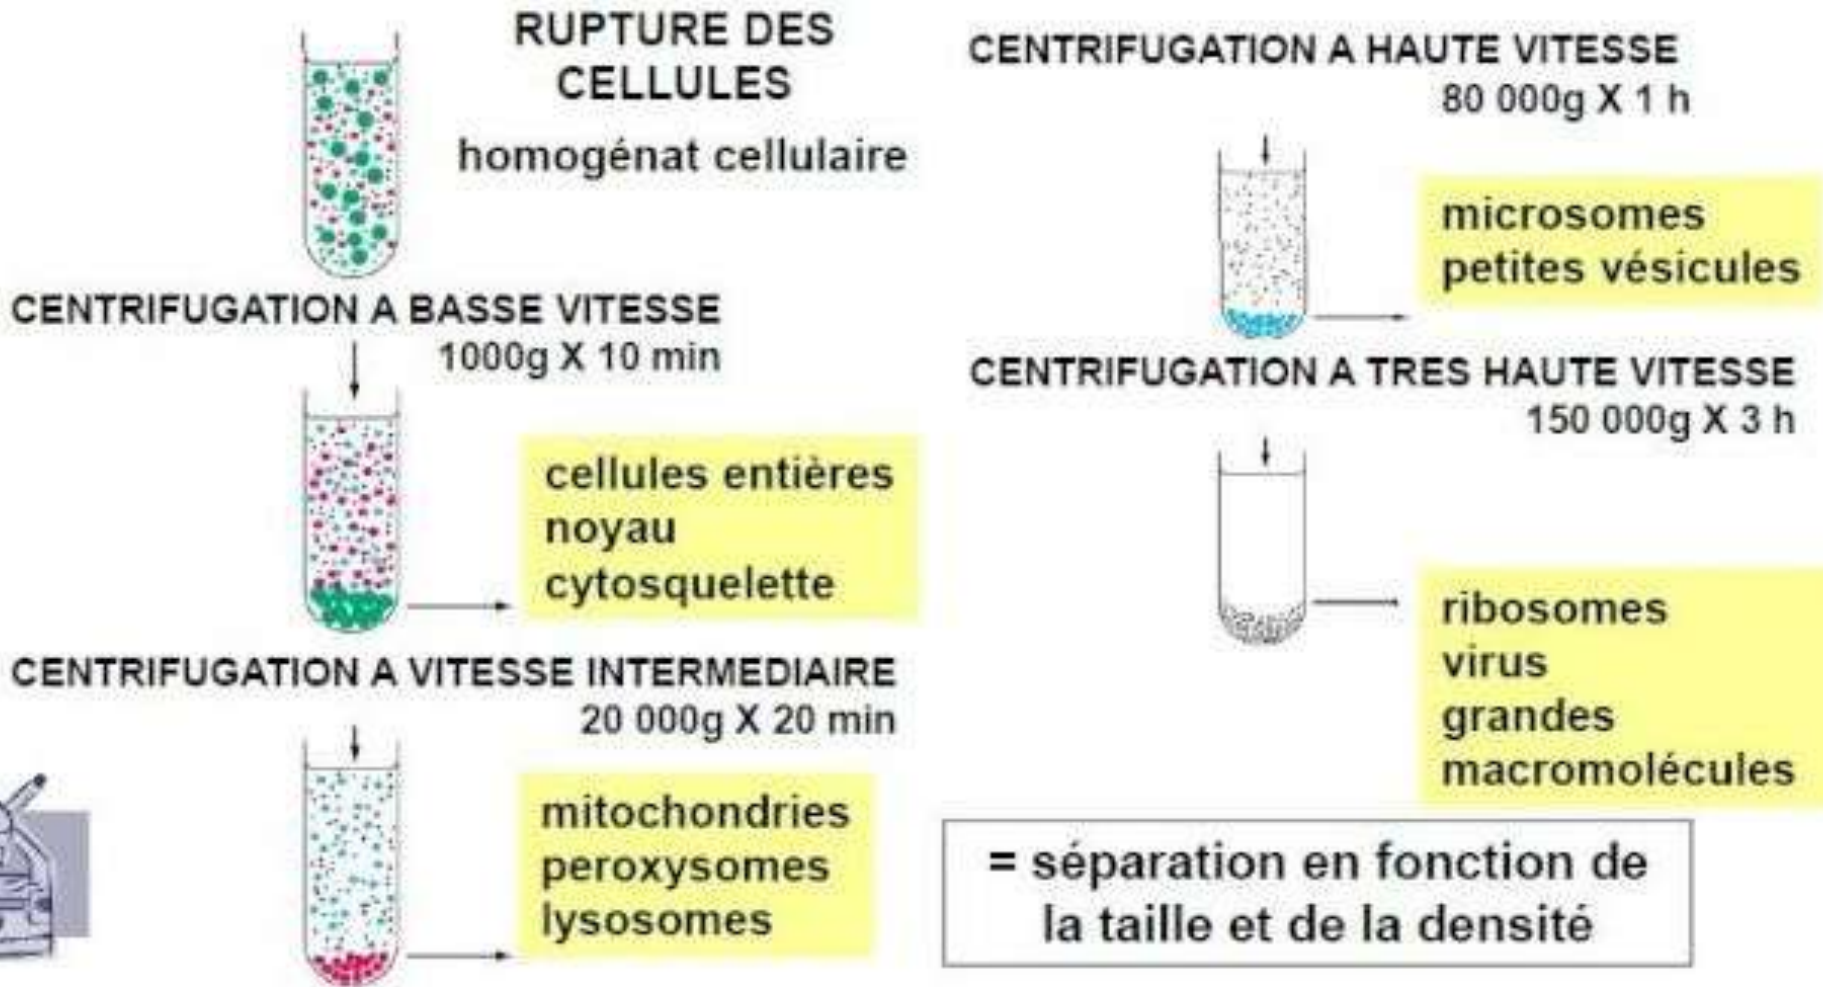 RUPTURE DES
CELLULES
homogénat cellulaire
CENTRIFUGATION A BASSE VITESSE
1000g X 10 min
cellules entières
noyau
cytosquelette
CENTRIFUGATION A VITESSE INTERMEDIAIRE
20 000g X 20 min
mitochondries
peroxysomes
lysosomes
CENTRIFUGATION A HAUTE VITESSE
80 000g X 1 h
microsomes
petites vésicules
CENTRIFUGATION A TRES HAUTE VITESSE
150 000g X 3 h
ribosomes
virus
grandes
macromolécules
= séparation en fonction de
la taille et de la densité